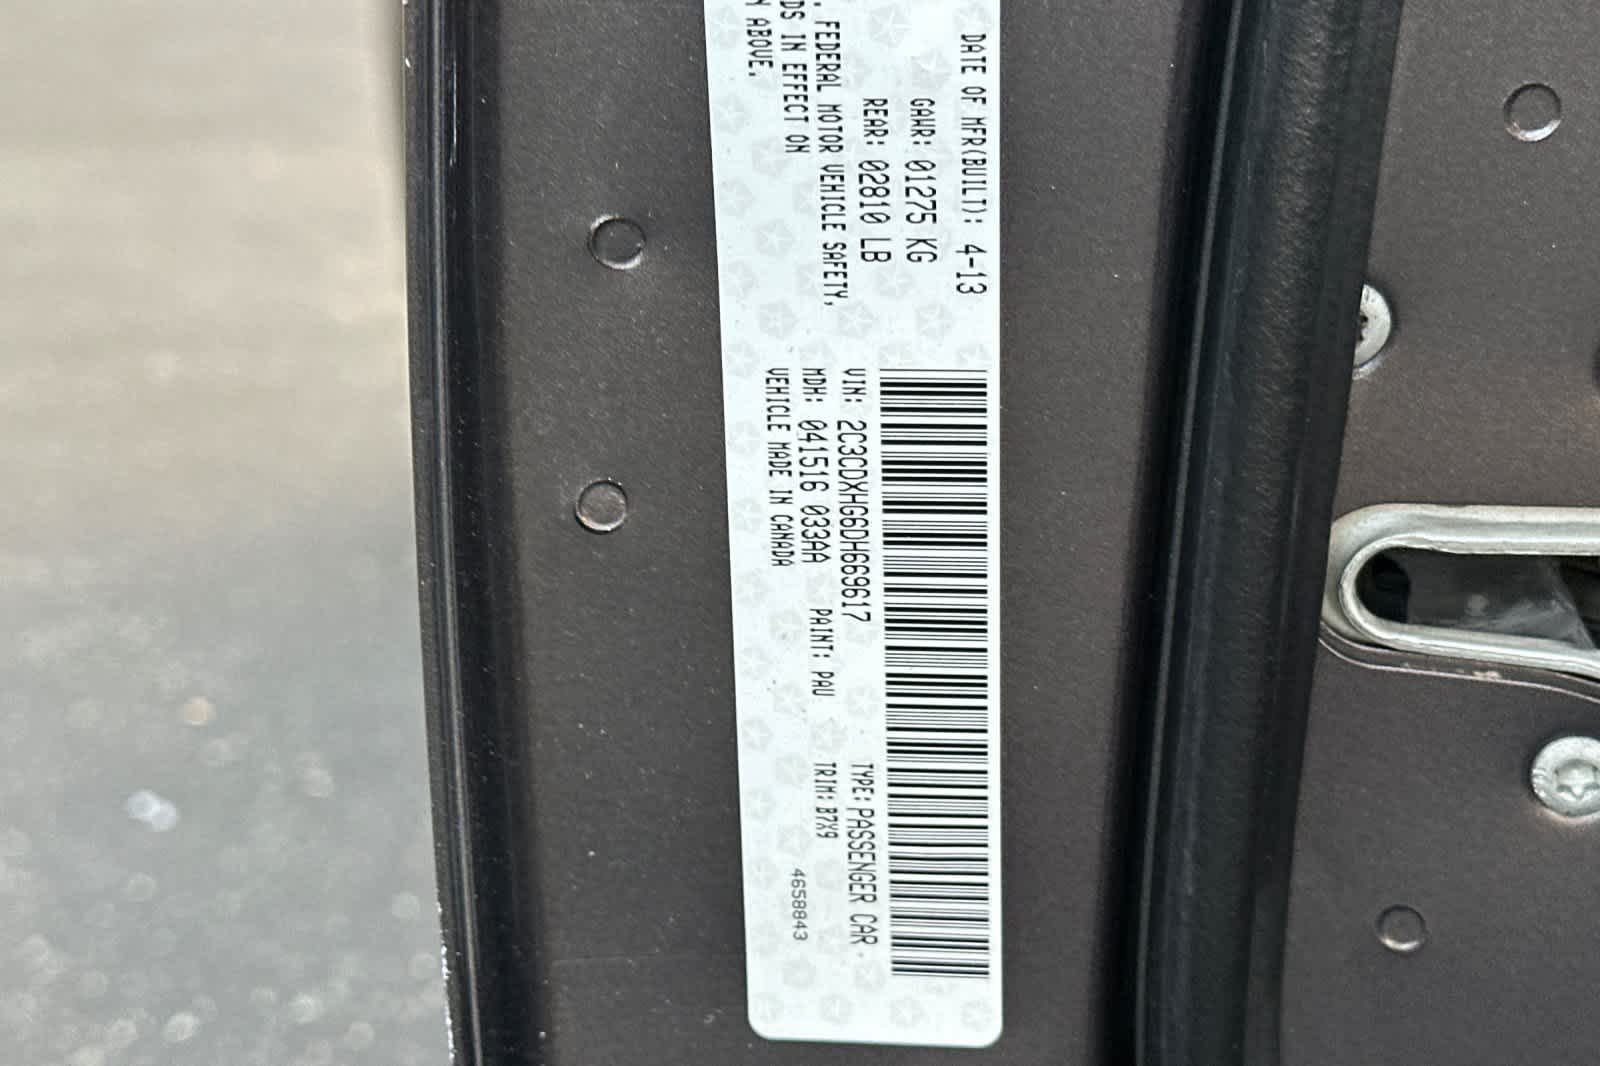 DATE OF MFR(BUILT): 4-13
GAWR: 01275 KG
REAR: 02810 LB
FEDERAL MOTOR VEHICLE SAFETY,
IN EFFECT ON
ABOVE.
VIN: 2C3CDXHG6DH669617
TYPE: PASSENGER CAR
MDH: 041516 033AA PAINT: PAU TRIM: B7X9
VEHICLE MADE IN CANADA
4658843